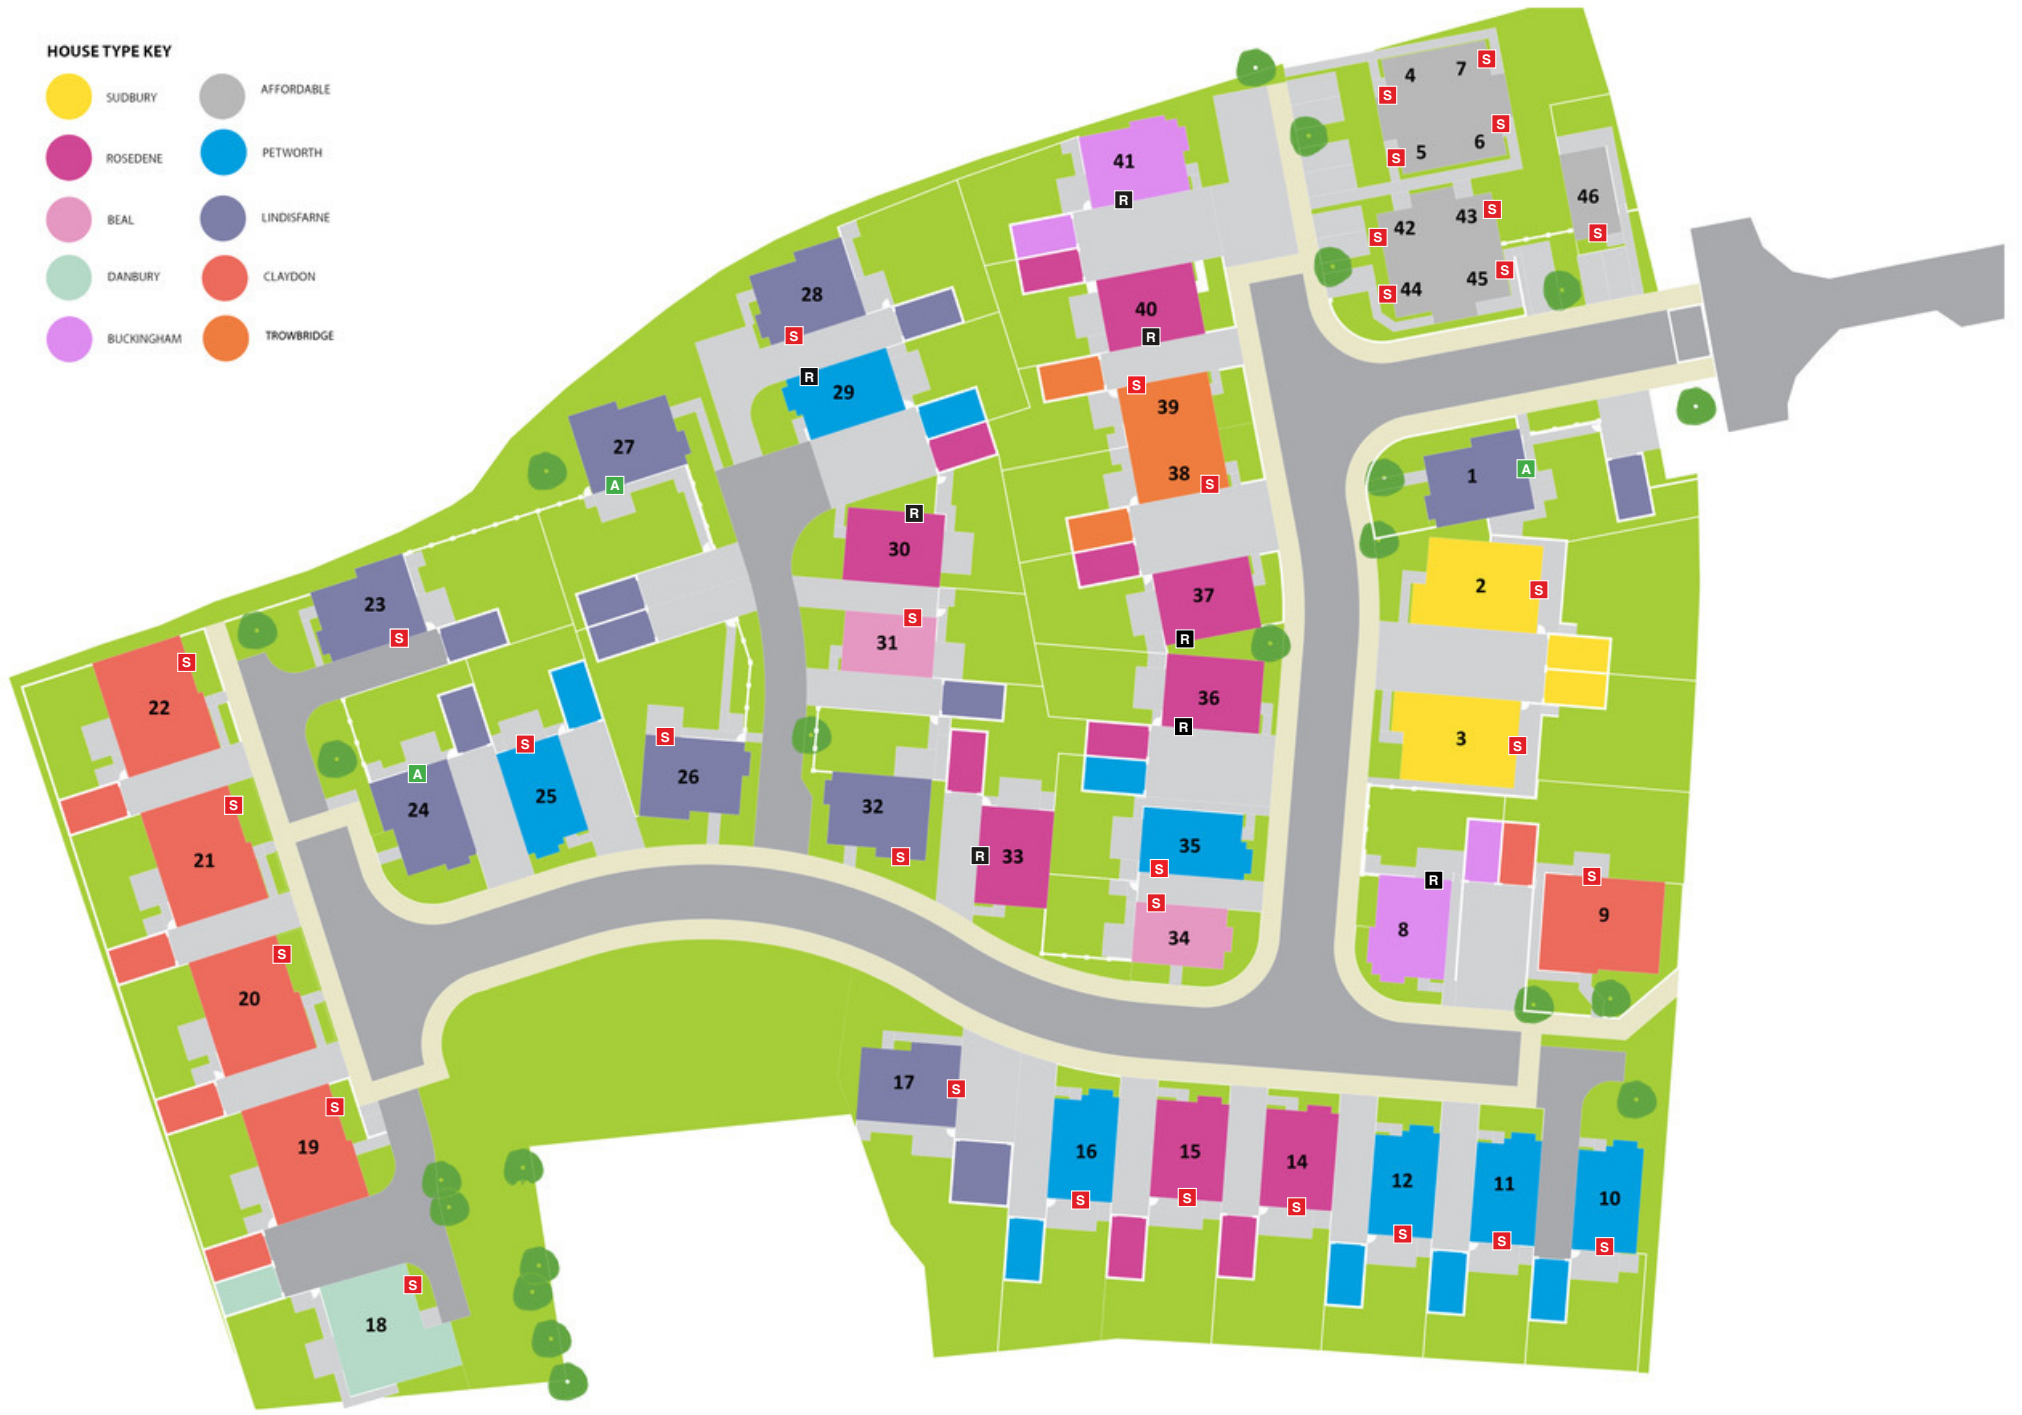 HOUSE TYPE KEY
SUDBURY
AFFORDABLE
ROSEDENE
PETWORTH
BEAL
LINDISFARNE
DANBURY
CLAYDON
BUCKINGHAM
TROWBRIDGE
4 7 S
S
S
5 6
S
41
R
46
S
42 43 S
S
44 45 S
S
40
R
28
S
R
29
S
39
38 S
27
A
1 A
R
30
2 S
37
R
23
S
S
31
36
R
3 S
22 S
S
26
S
25
A
24
21 S
32
S
R 33
35
S
S
34
R
8
S
9
20 S
19 S
17 S
16
S
15
S
14
S
12
S
11
S
10
S
18 S